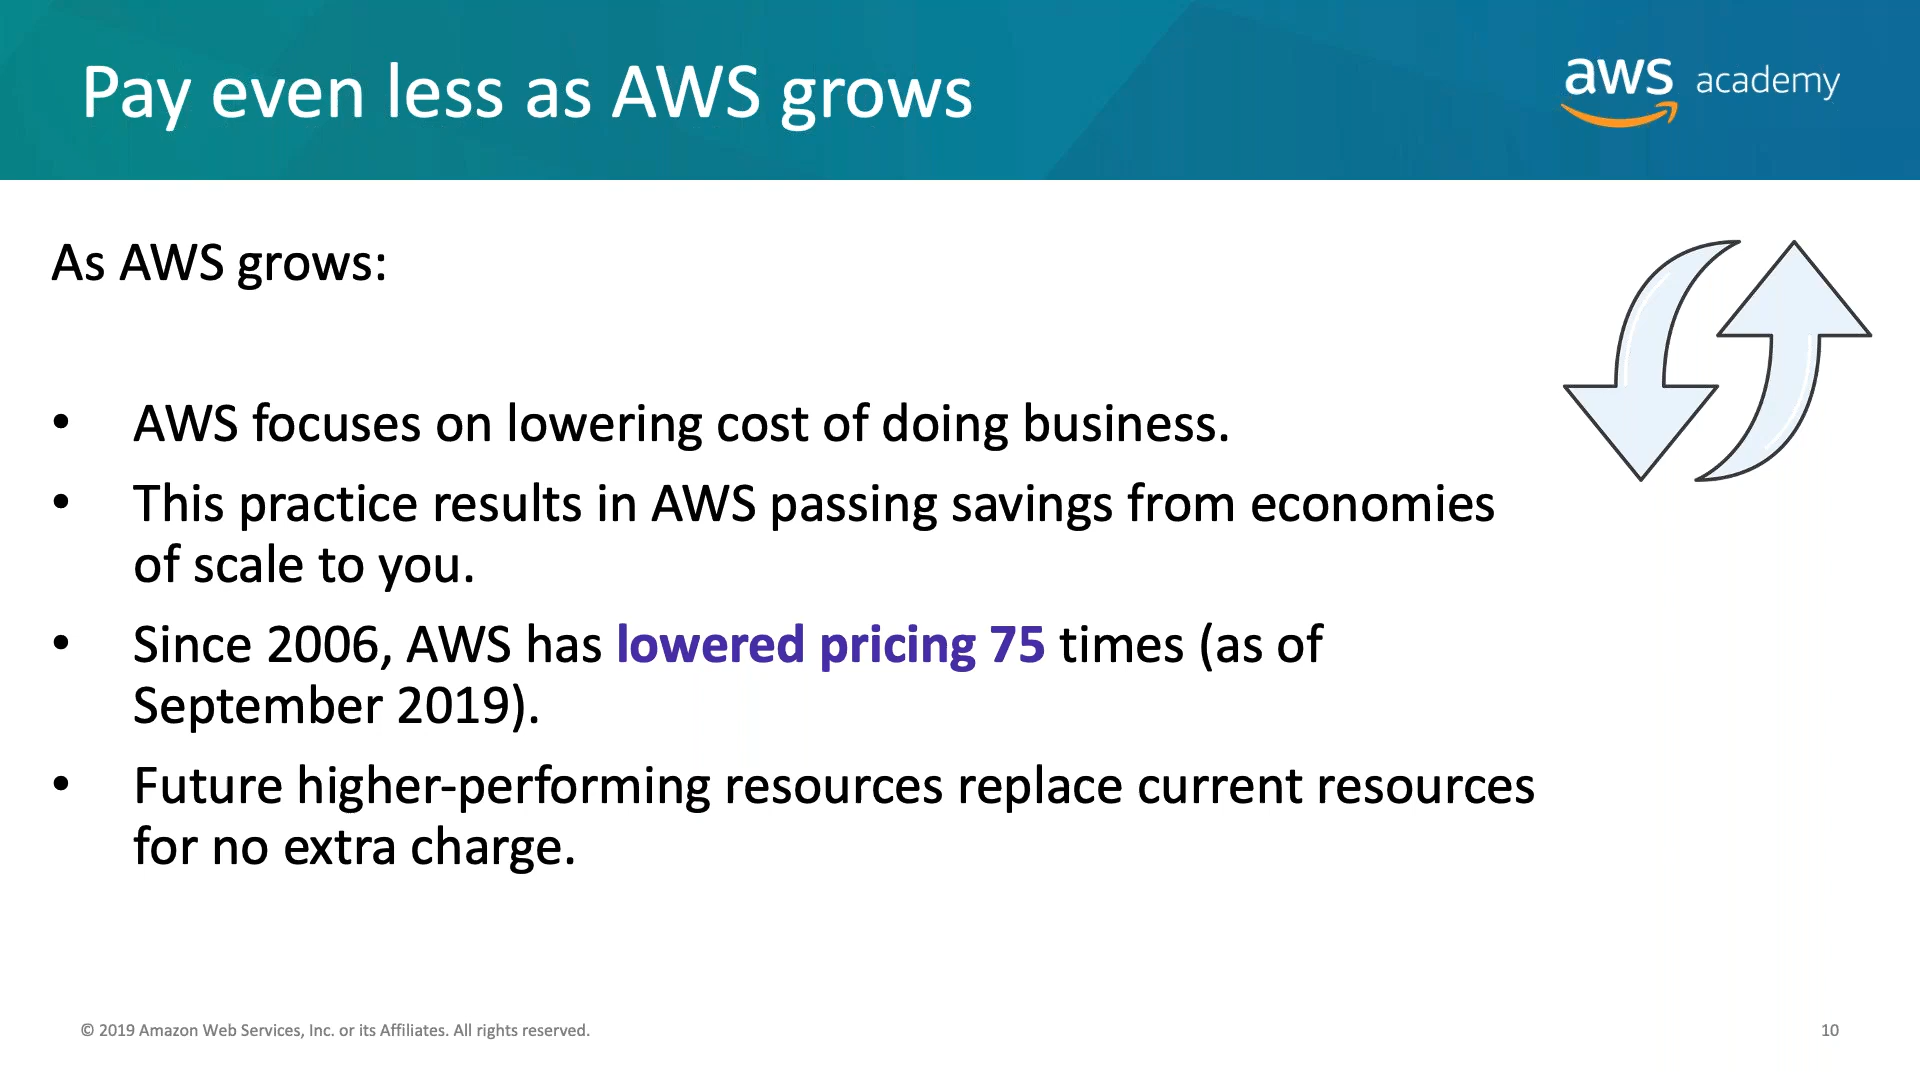 Pay even less as AWS grows
aws academy
As AWS grows:
• AWS focuses on lowering cost of doing business.
• This practice results in AWS passing savings from economies
of scale to you.
• Since 2006, AWS has lowered pricing 75 times (as of
September 2019).
• Future higher-performing resources replace current resources
for no extra charge.
© 2019 Amazon Web Services, Inc. or its Affiliates. All rights reserved.
10